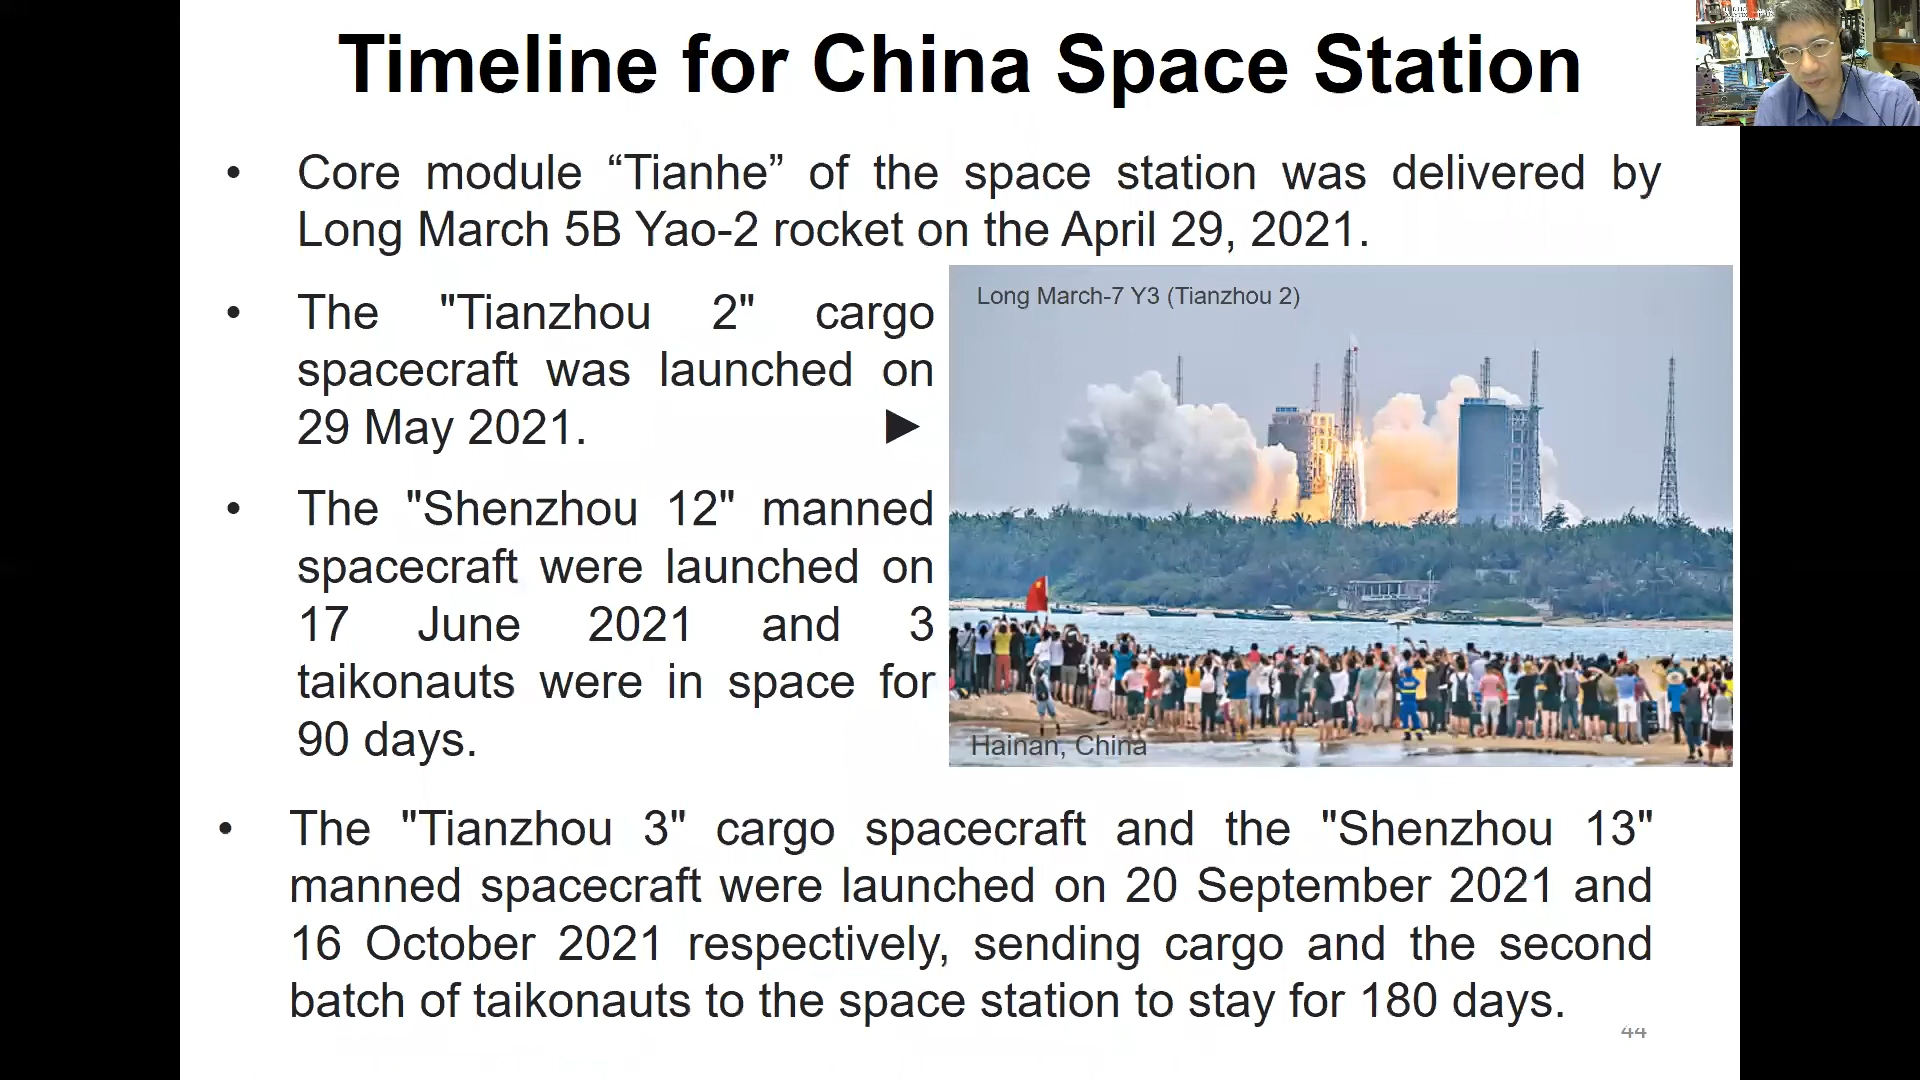 Timeline for China Space Station
• Core module “Tianhe” of the space station was delivered by
Long March 5B Yao-2 rocket on the April 29, 2021.
• The "Tianzhou 2" cargo
spacecraft was launched on
29 May 2021. ►
• The "Shenzhou 12" manned
spacecraft were launched on
17 June 2021 and 3
taikonauts were in space for
90 days.
Long March-7 Y3 (Tianzhou 2)
Hainan, China
• The "Tianzhou 3" cargo spacecraft and the "Shenzhou 13"
manned spacecraft were launched on 20 September 2021 and
16 October 2021 respectively, sending cargo and the second
batch of taikonauts to the space station to stay for 180 days.
44